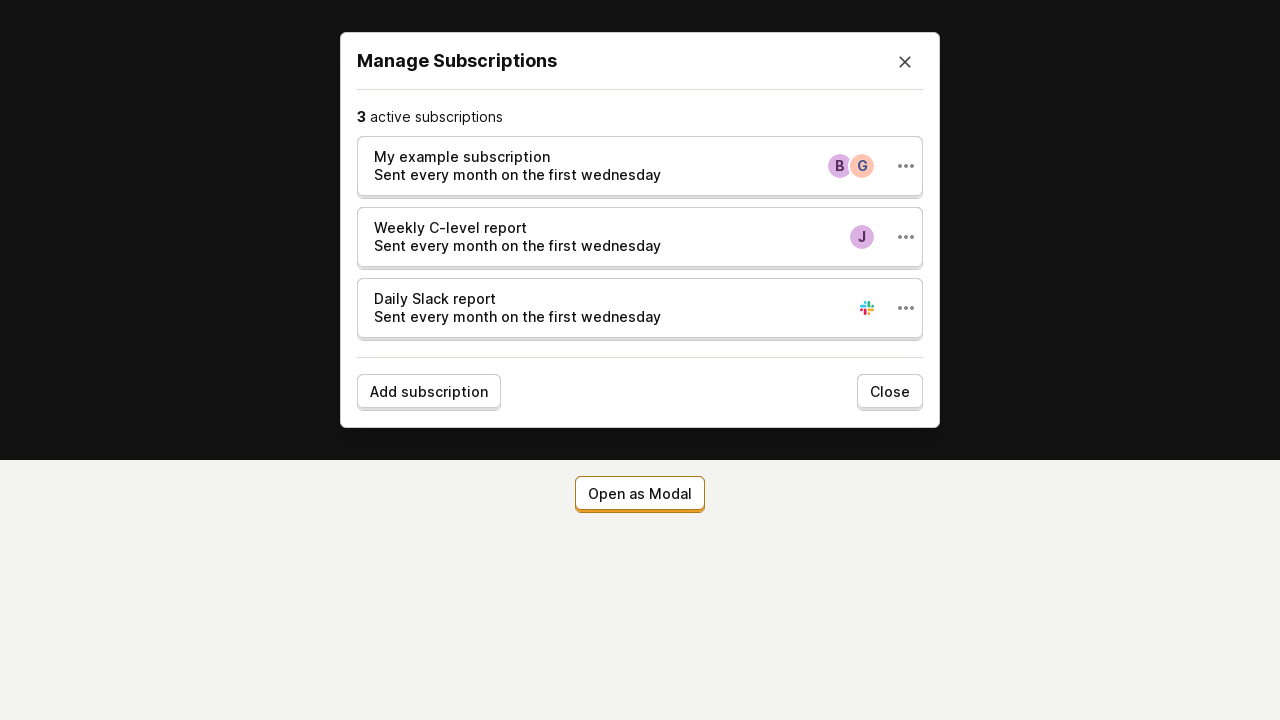 Manage Subscriptions
3 active subscriptions
My example subscription
Sent every month on the first wednesday
B G
Weekly C-level report
Sent every month on the first wednesday
J
Daily Slack report
Sent every month on the first wednesday
Add subscription
Close
Open as Modal